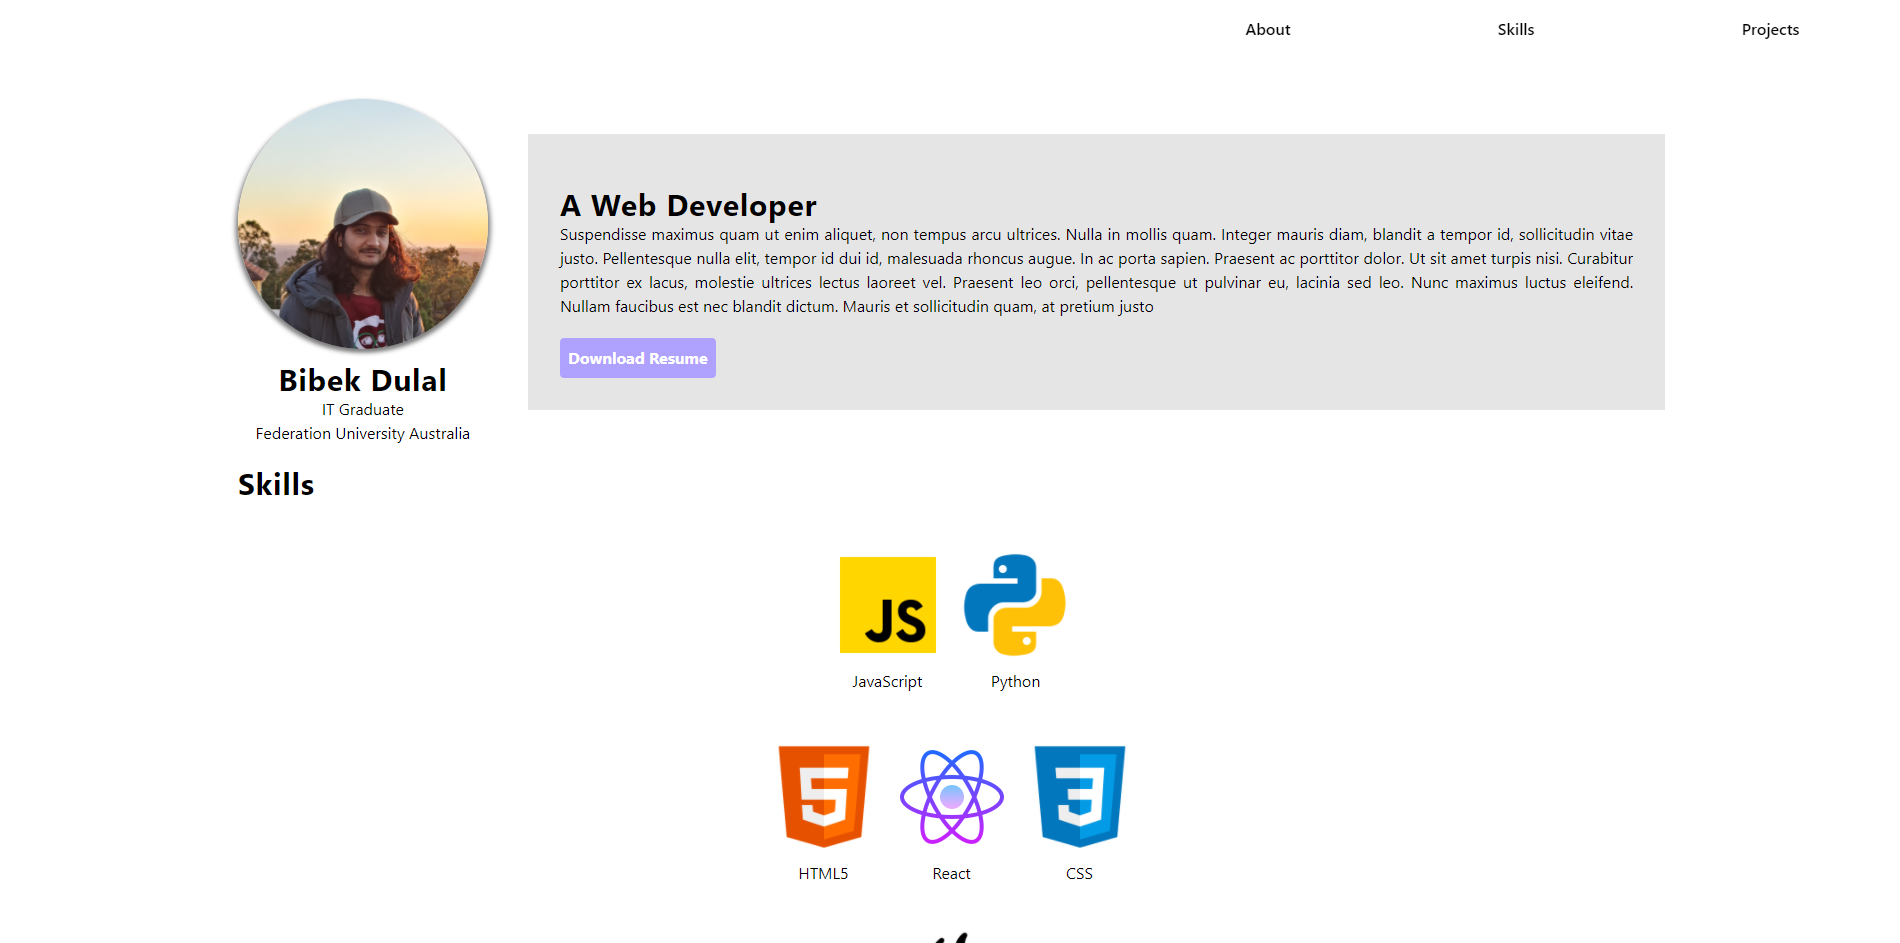 About Skills Projects
A Web Developer
Suspendisse maximus quam ut enim aliquet, non tempus arcu ultrices. Nulla in mollis quam. Integer mauris diam, blandit a tempor id, sollicitudin vitae
justo. Pellentesque nulla elit, tempor id dui id, malesuada rhoncus augue. In ac porta sapien. Praesent ac porttitor dolor. Ut sit amet turpis nisi. Curabitur
porttitor ex lacus, molestie ultrices lectus laoreet vel. Praesent leo orci, pellentesque ut pulvinar eu, lacinia sed leo. Nunc maximus luctus eleifend.
Nullam faucibus est nec blandit dictum. Mauris et sollicitudin quam, at pretium justo
Download Resume
Bibek Dulal
IT Graduate
Federation University Australia
Skills
JS
JavaScript Python
5 3
HTML5 React CSS